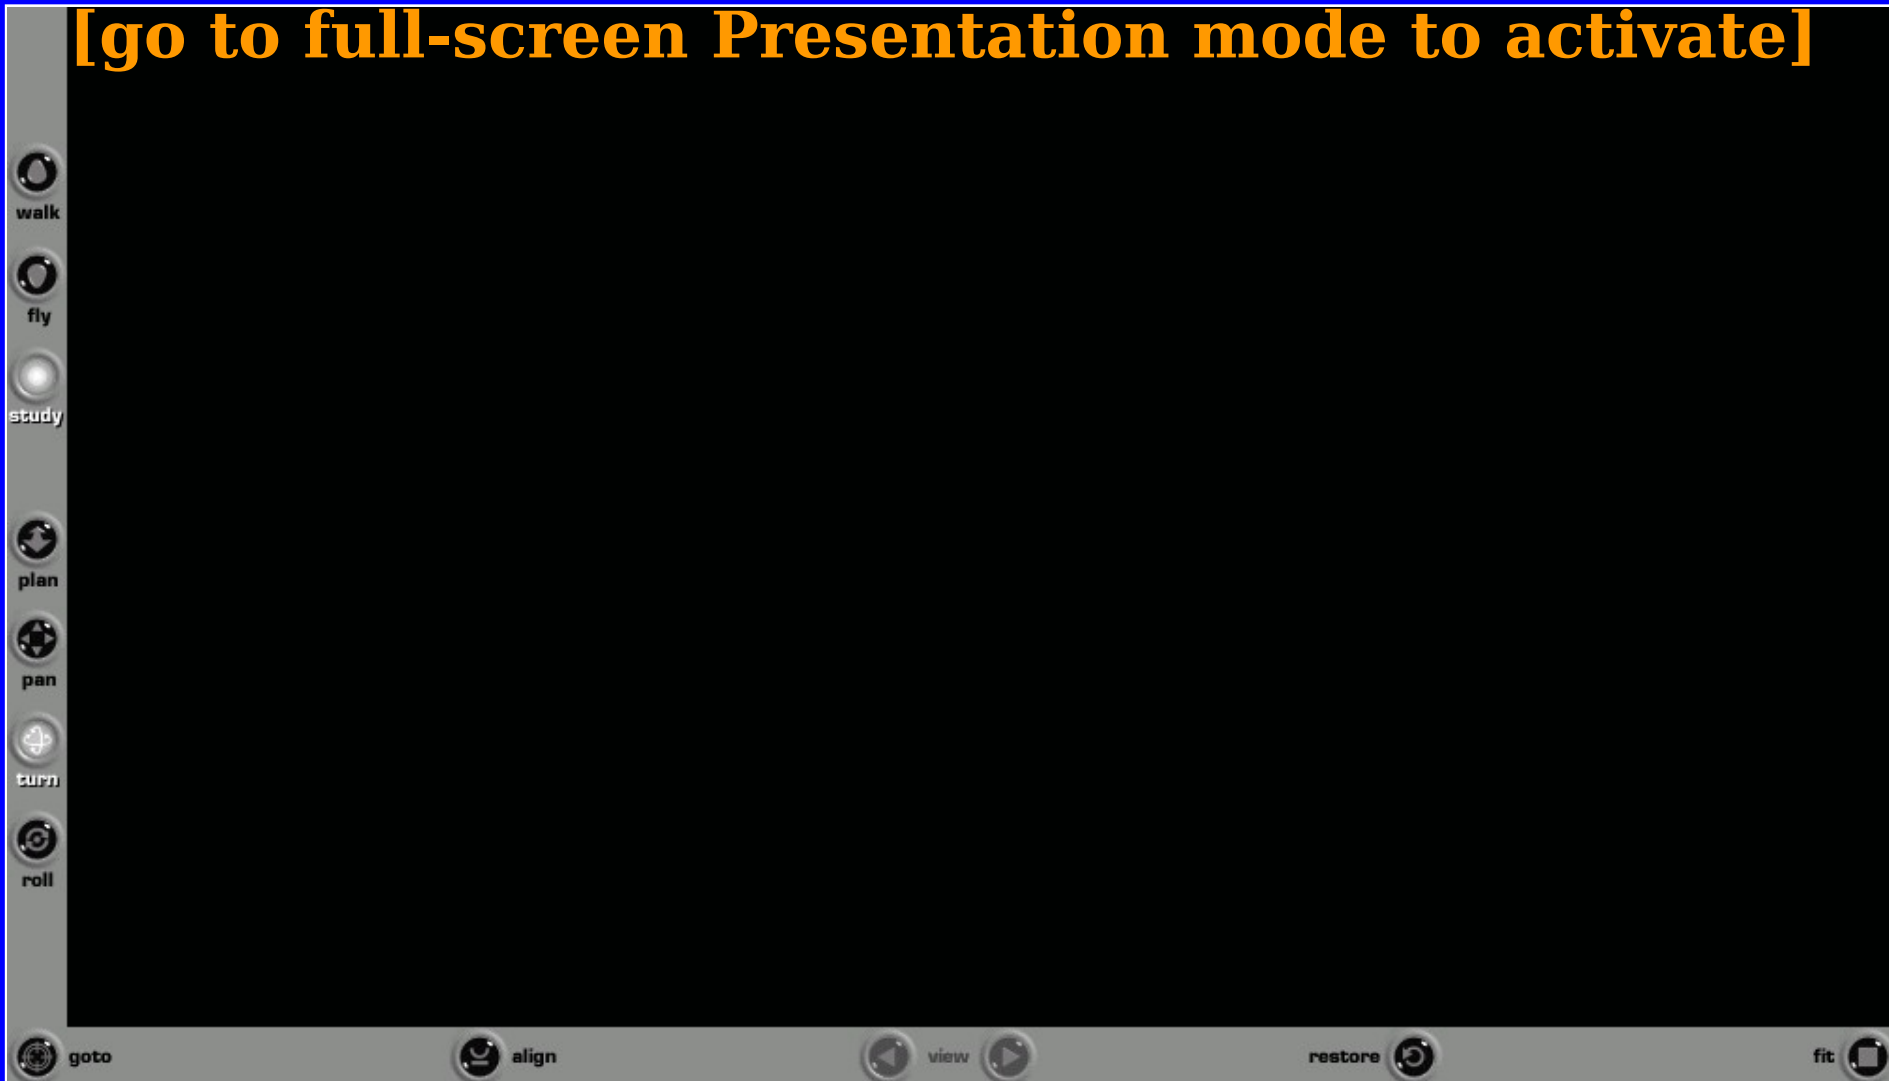 [go to full-screen Presentation mode to activate]
walk
fly
study
plan
pan
turn
roll
goto align view restore fit